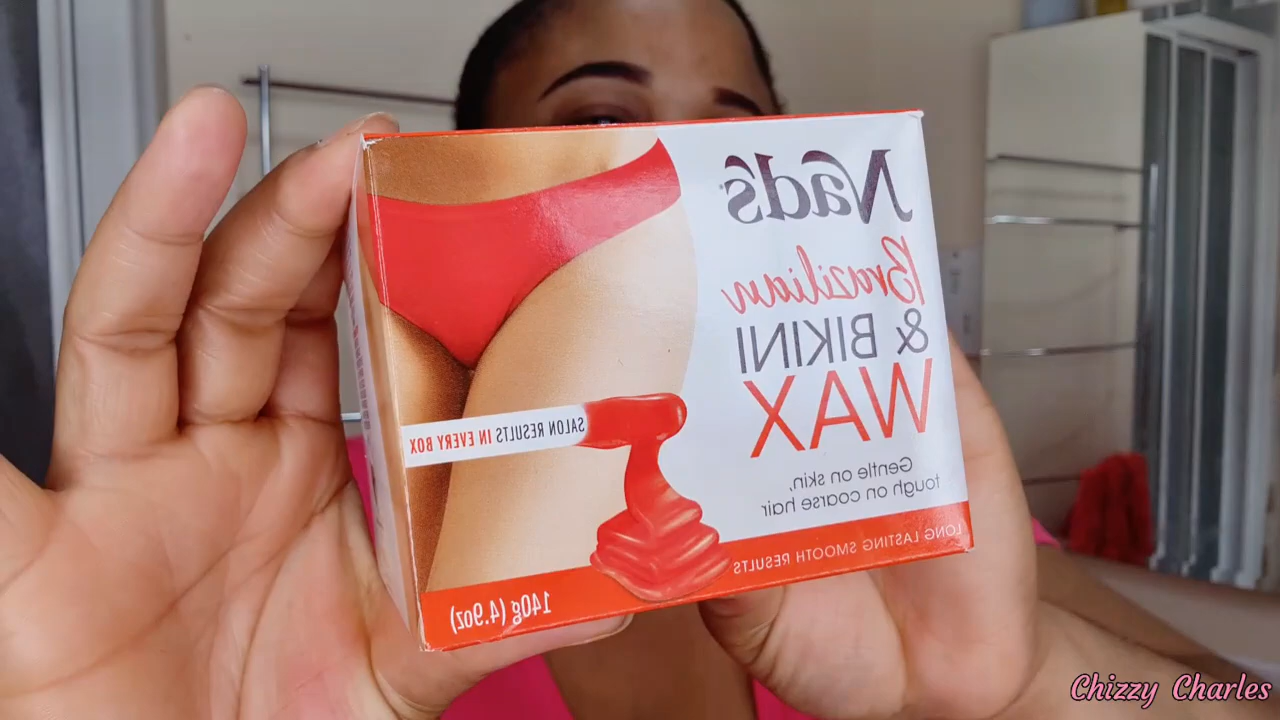 Nad's
Brazilian
& BIKINI
WAX
Gentle on skin,
tough on coarse hair
SALON RESULTS IN EVERY BOX
LONG LASTING SMOOTH RESULTS
140g (4.9oz)
Chizzy Charles